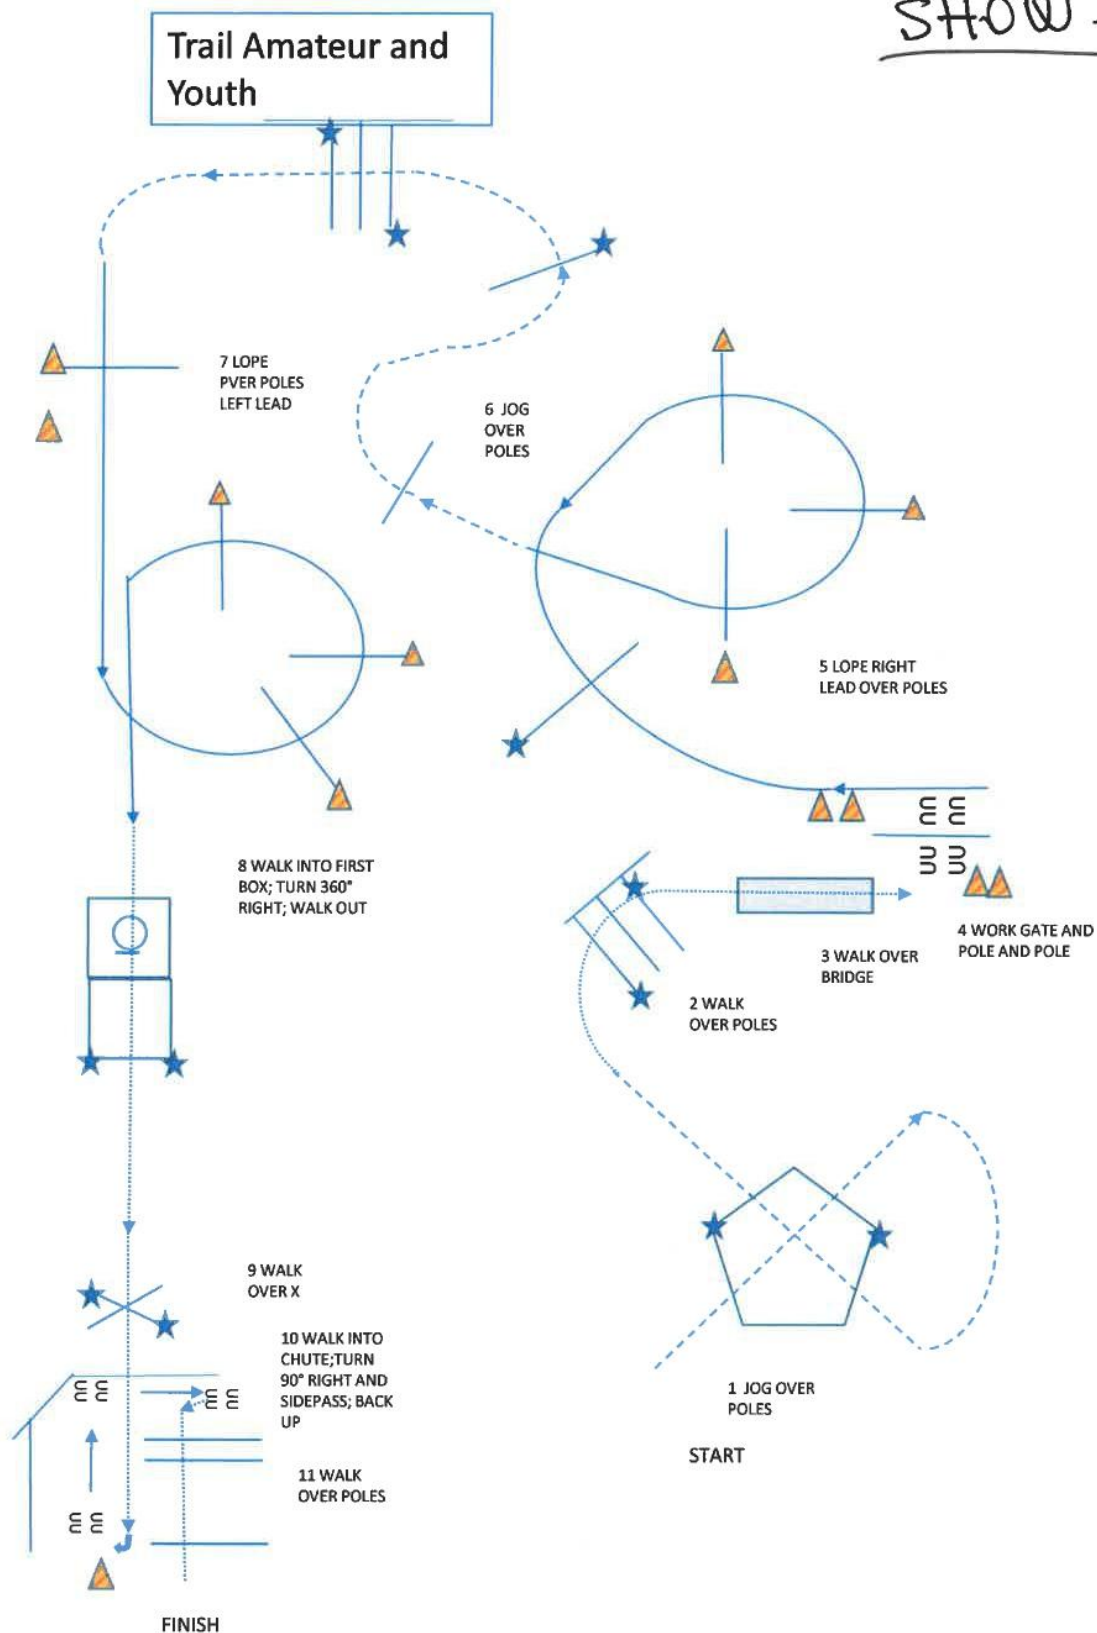 SHOW
Trail Amateur and
Youth
7 LOPE
PVER POLES
LEFT LEAD
6 JOG
OVER
POLES
5 LOPE RIGHT
LEAD OVER POLES
8 WALK INTO FIRST
BOX; TURN 360°
RIGHT; WALK OUT
4 WORK GATE AND
POLE AND POLE
3 WALK OVER
BRIDGE
2 WALK
OVER POLES
9 WALK
OVER X
10 WALK INTO
CHUTE;TURN
90° RIGHT AND
SIDEPASS; BACK
UP
1 JOG OVER
POLES
START
11 WALK
OVER POLES
FINISH